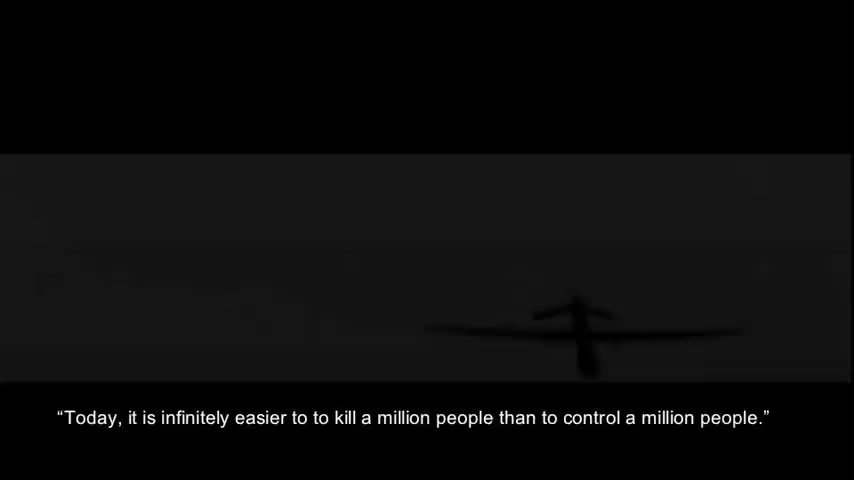 “Today, it is infinitely easier to to kill a million people than to control a million people.”